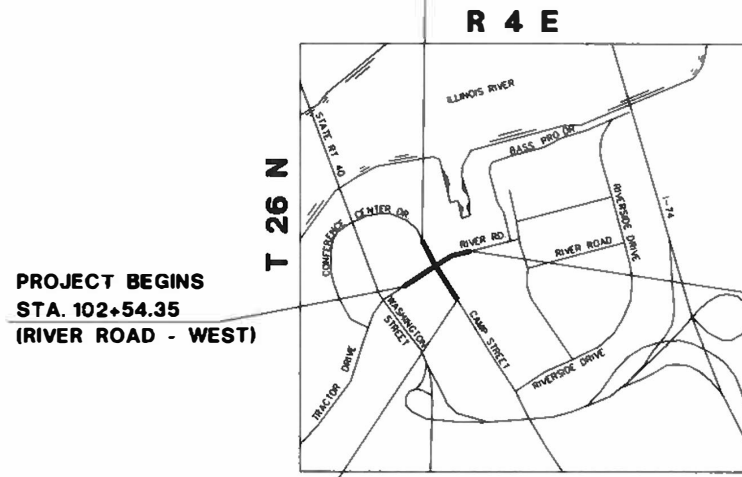 R 4 E
T 26 N
ILLINOIS RIVER
STATE RT 40
BASS PRO DR
CONFERENCE CENTER DR
RIVERSIDE DRIVE
I-74
RIVER RD
RIVER ROAD
PROJECT BEGINS
STA. 102+54.35
(RIVER ROAD - WEST)
WASHINGTON
STREET
CAMP STREET
TRACTOR DRIVE
RIVERSIDE DRIVE